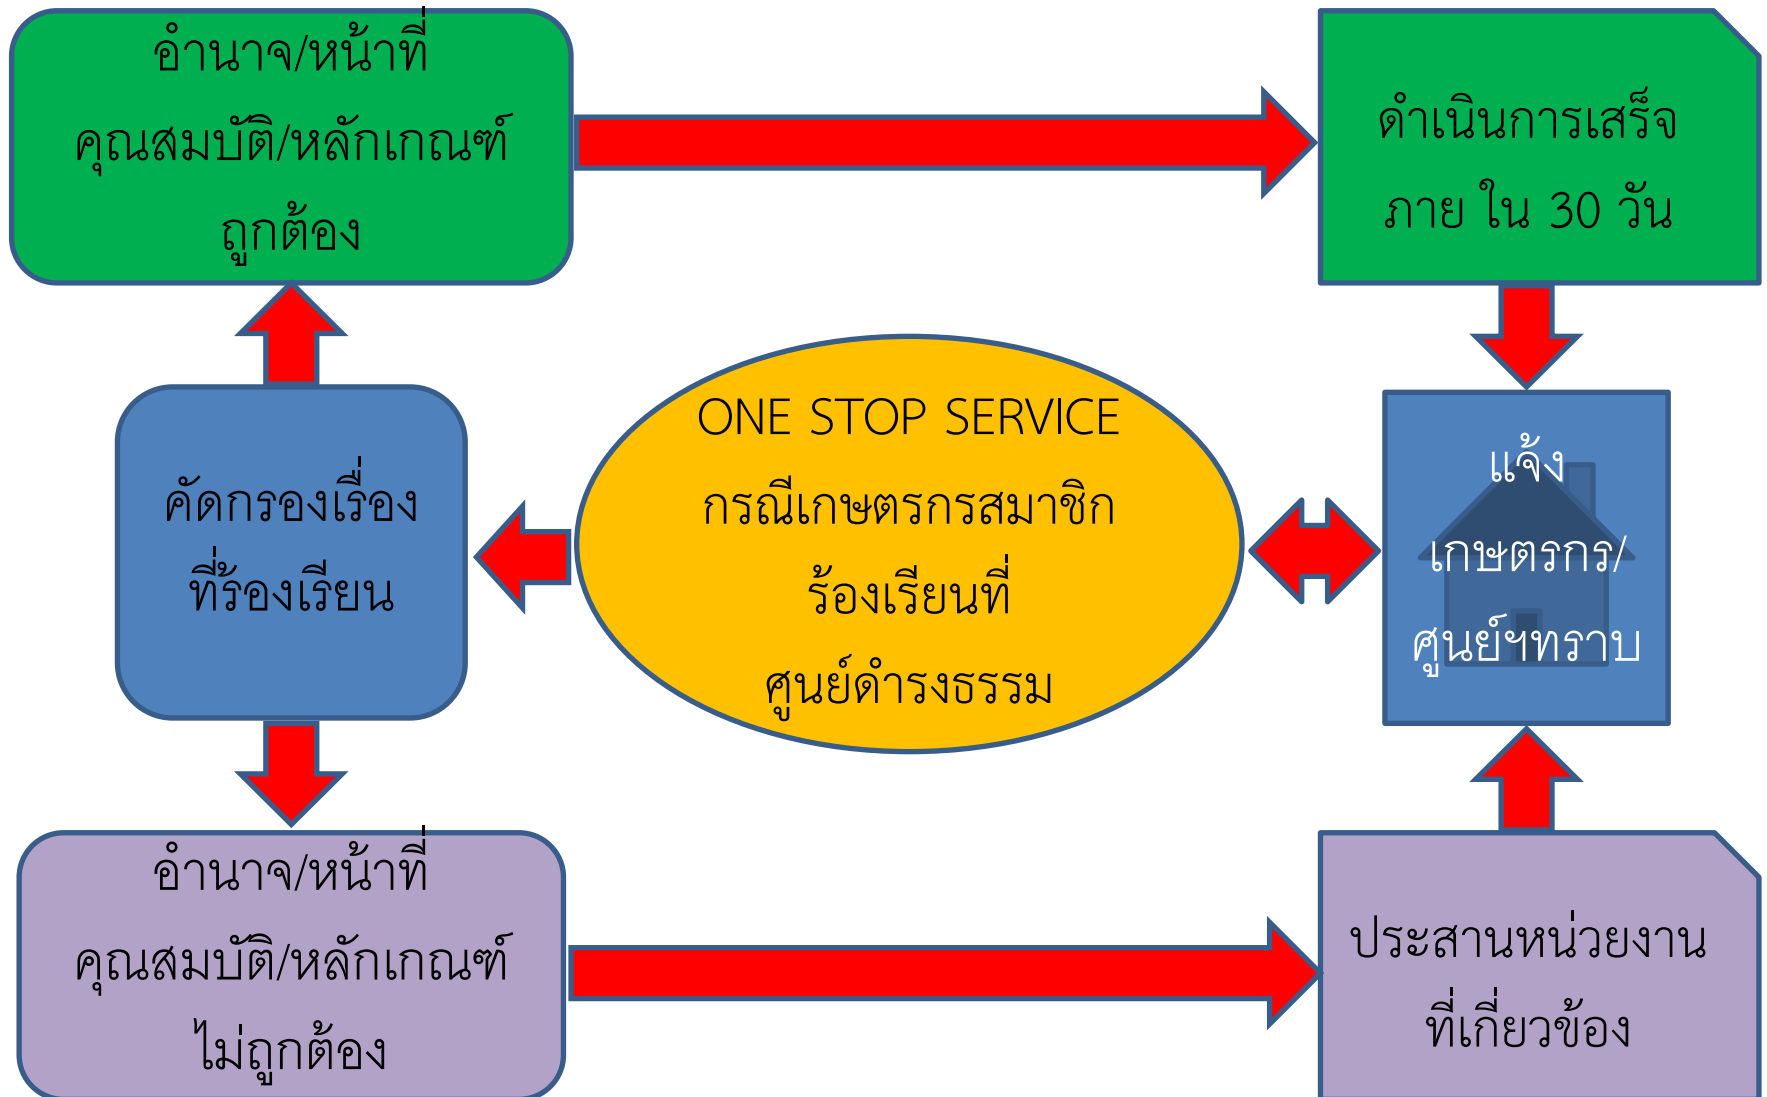 อำนาจ/หน้าที่
คุณสมบัติ/หลักเกณฑ์
ถูกต้อง
ดำเนินการเสร็จ
ภาย ใน 30 วัน
คัดกรองเรื่อง
ที่ร้องเรียน
ONE STOP SERVICE
กรณีเกษตรกรสมาชิก
ร้องเรียนที่
ศูนย์ดำรงธรรม
แจ้ง
เกษตรกร/
ศูนย์ฯทราบ
อำนาจ/หน้าที่
คุณสมบัติ/หลักเกณฑ์
ไม่ถูกต้อง
ประสานหน่วยงาน
ที่เกี่ยวข้อง